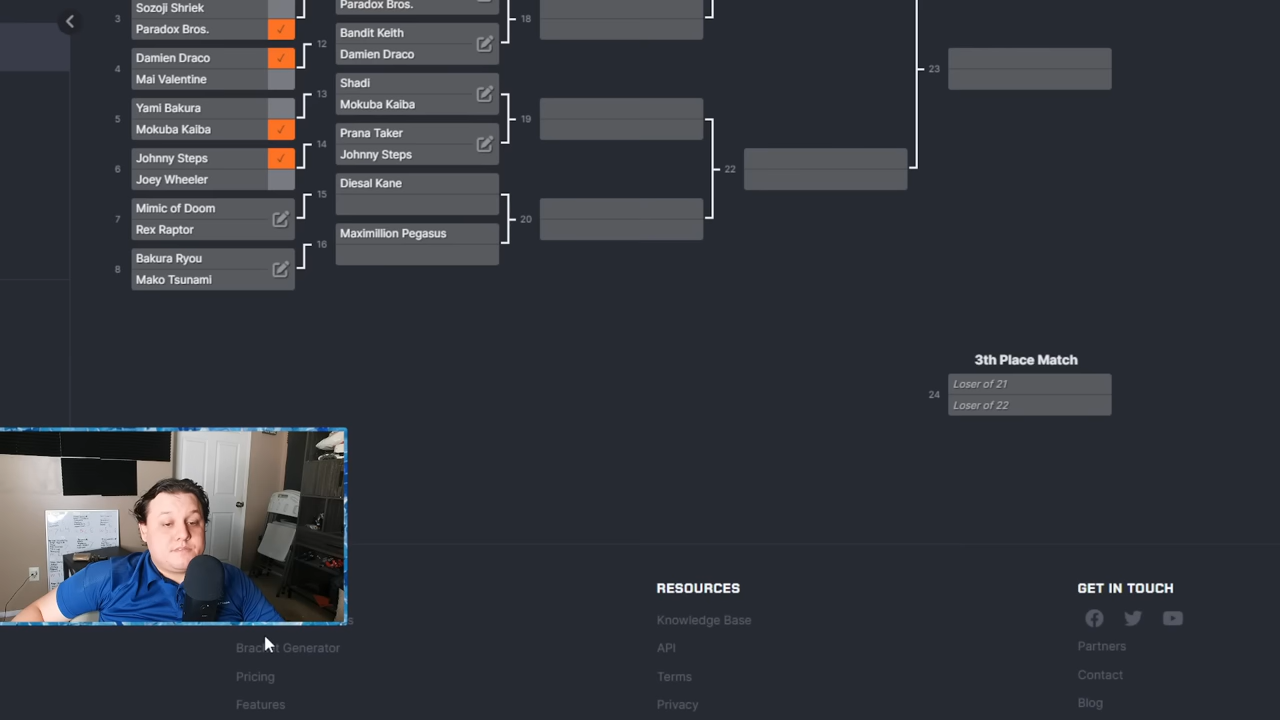 3
Sozoji Shriek
Paradox Bros.
✓
4
Damien Draco
✓
Mai Valentine
5
Yami Bakura
Mokuba Kaiba
✓
6
Johnny Steps
✓
Joey Wheeler
7
Mimic of Doom
Rex Raptor
8
Bakura Ryou
Mako Tsunami
Paradox Bros.
12
Bandit Keith
Damien Draco
13
Shadi
Mokuba Kaiba
14
Prana Taker
Johnny Steps
15
Diesal Kane
16
Maximillion Pegasus
18
19
20
22
23
3th Place Match
24
Loser of 21
Loser of 22
Bracket Generator
Pricing
Features
RESOURCES
Knowledge Base
API
Terms
Privacy
GET IN TOUCH
Partners
Contact
Blog